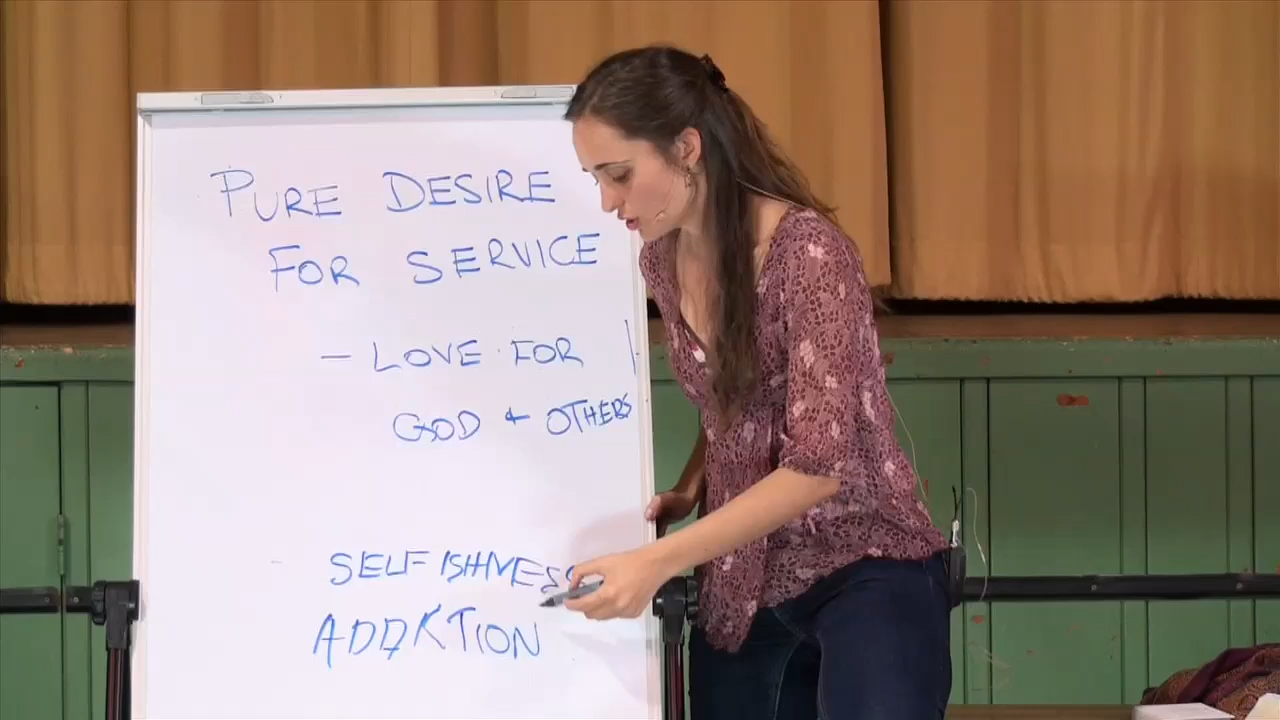 PURE DESIRE
FOR SERVICE
- LOVE FOR
GOD + OTHERS
SELFISHNESS
ADDICTION